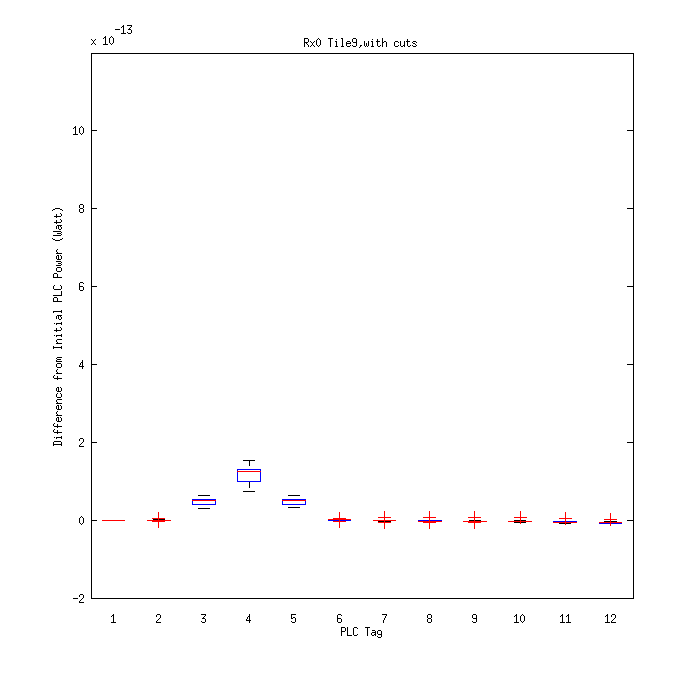 x 10-13
Rx0 Tile9,with cuts
10
8
6
4
2
0
-2
Difference from Initial PLC Power (Watt)
1 2 3 4 5 6 7 8 9 10 11 12
PLC Tag